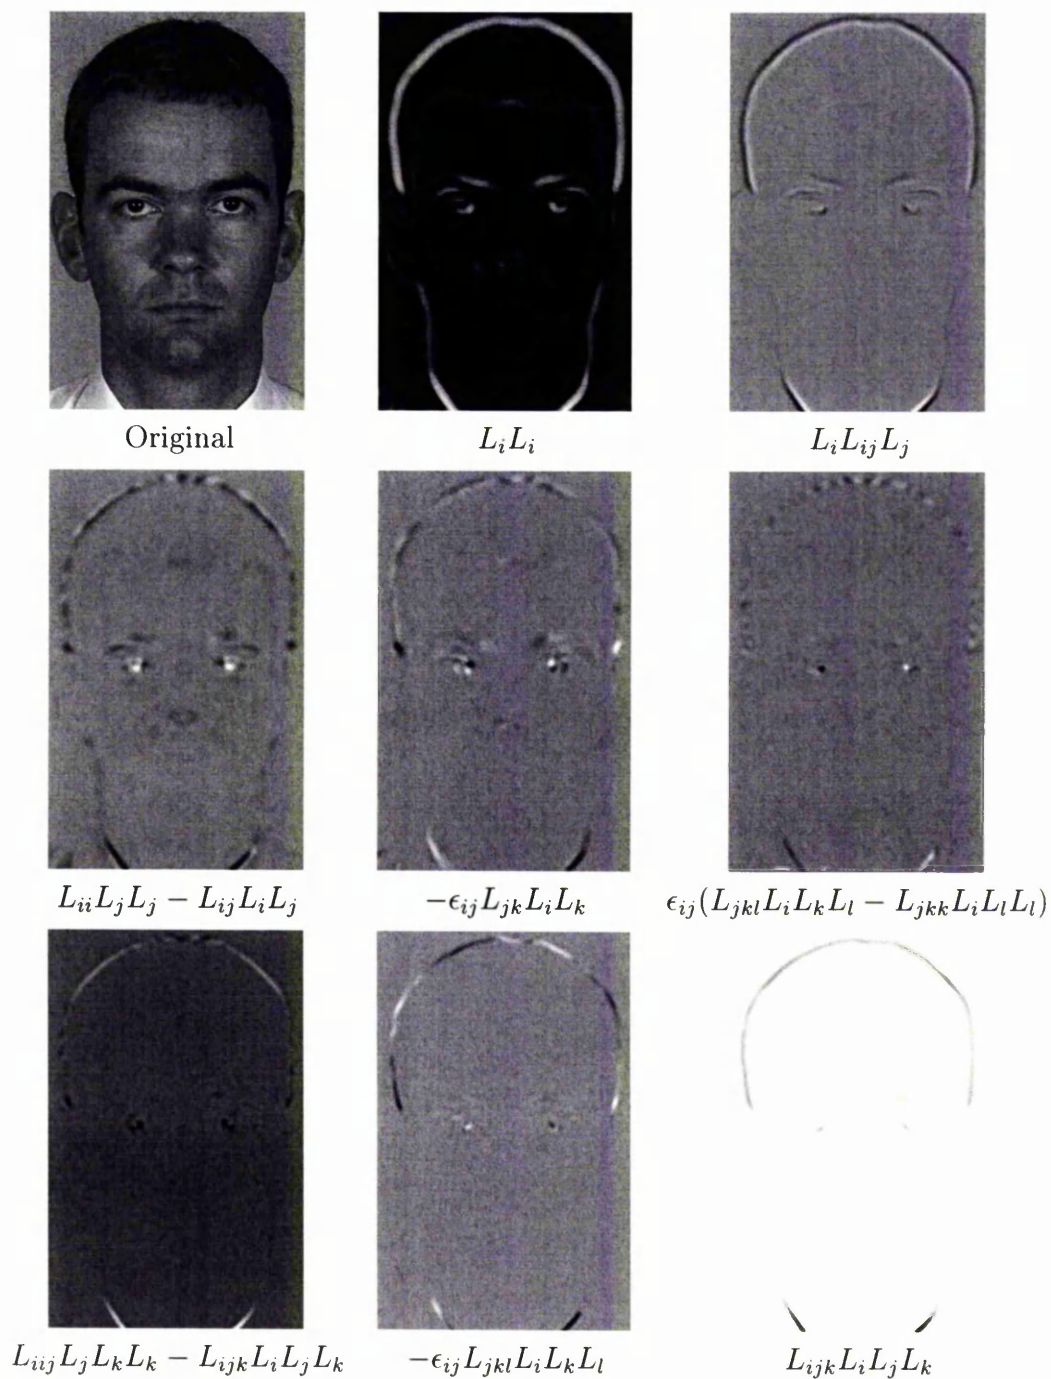 Original
L_iL_i
L_iL_{ij}L_j
L_{ii}L_jL_j − L_{ij}L_iL_j
−ϵ_{ij}L_{jk}L_iL_k
ϵ_{ij}(L_{jkl}L_iL_kL_l − L_{jkk}L_iL_lL_l)
L_{iij}L_jL_kL_k − L_{ijk}L_iL_jL_k
−ϵ_{ij}L_{jkl}L_iL_kL_l
L_{ijk}L_iL_jL_k